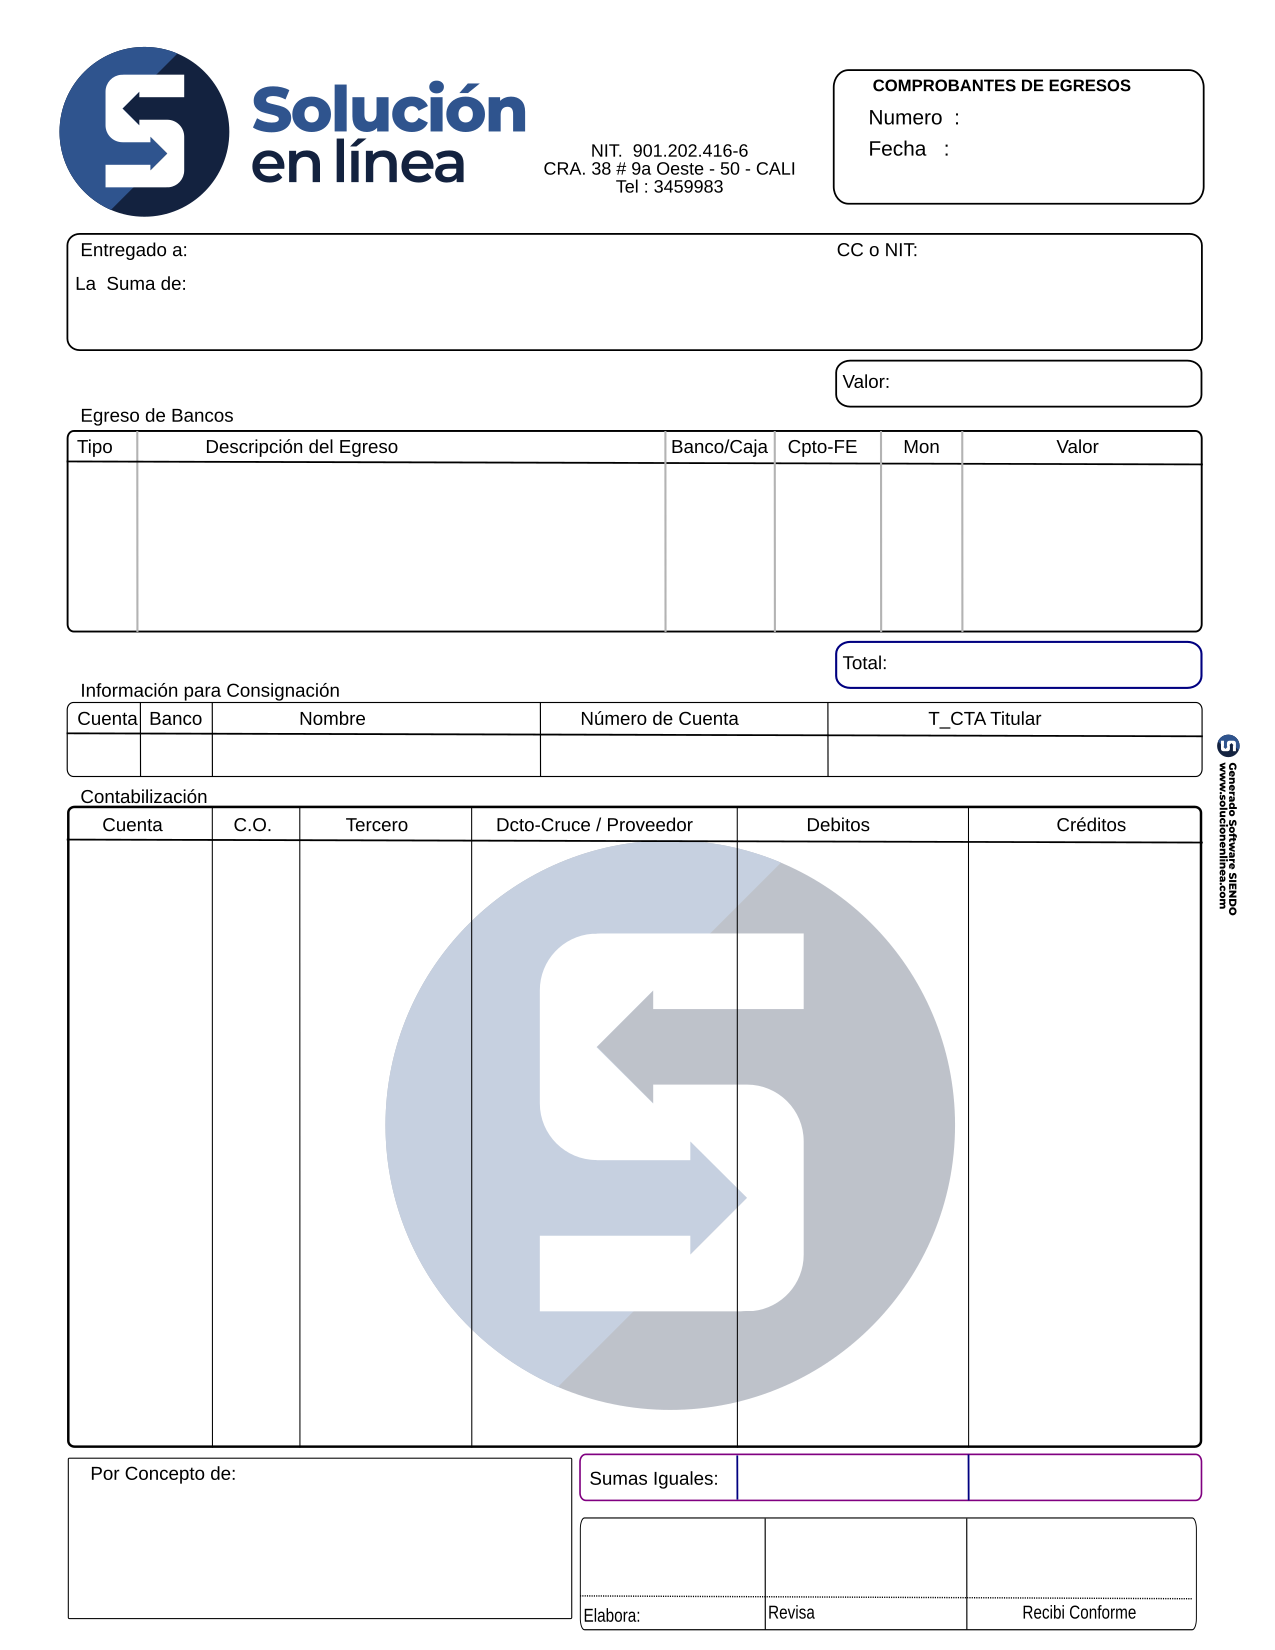 Solución
en línea
NIT.  901.202.416-6
CRA. 38 # 9a Oeste - 50 - CALI
Tel : 3459983
COMPROBANTES DE EGRESOS
Numero  :
Fecha   :
Entregado a:
CC o NIT:
La  Suma de:
Valor:
Egreso de Bancos
Tipo Descripción del Egreso Banco/Caja Cpto-FE Mon Valor
Total:
Información para Consignación
Cuenta Banco Nombre Número de Cuenta T_CTA Titular
Contabilización
Cuenta C.O. Tercero Dcto-Cruce / Proveedor Debitos Créditos
Generado Software SIENDO
www.solucionenlinea.com
Por Concepto de:
Sumas Iguales:
Elabora: Revisa Recibi Conforme